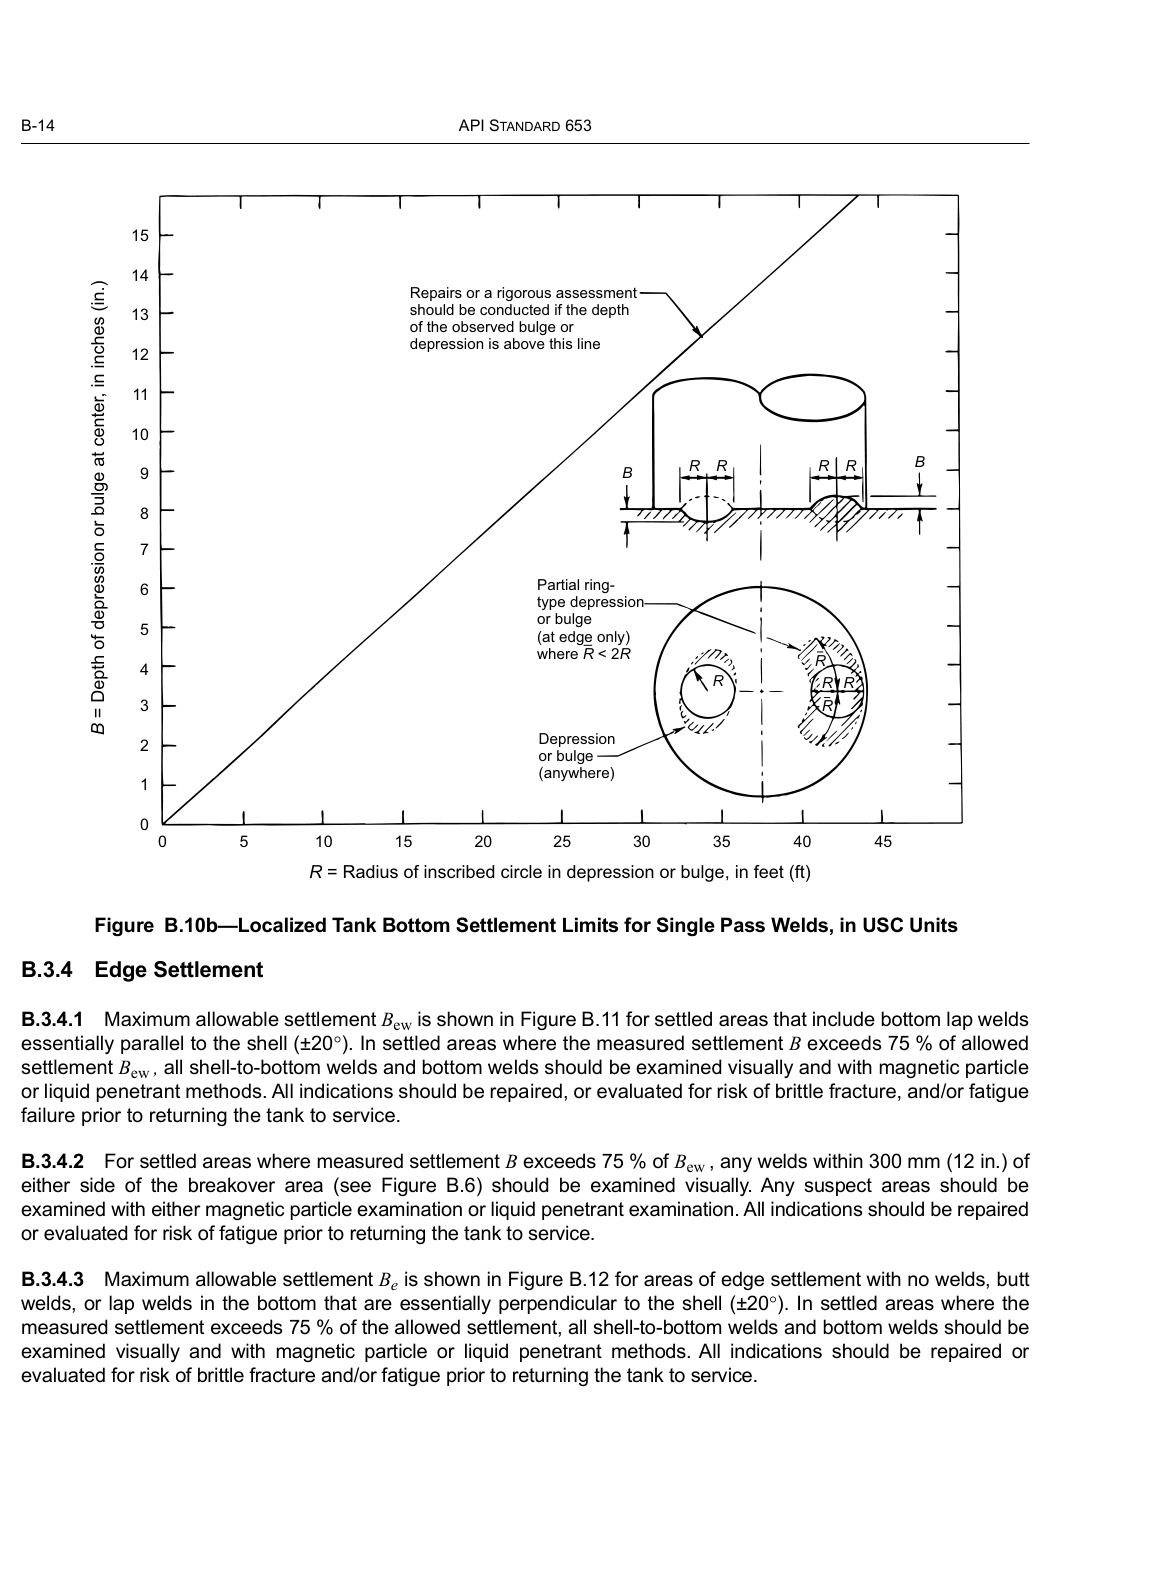 B-14 API STANDARD 653
15
14
13
12
11
10
9
8
7
6
5
4
3
2
1
0
B = Depth of depression or bulge at center, in inches (in.)
Repairs or a rigorous assessment
should be conducted if the depth
of the observed bulge or
depression is above this line
B
R R
R R
B
Partial ring-
type depression
or bulge
(at edge only)
where R̅ < 2R
R
R̅
R R
R̅
Depression
or bulge
(anywhere)
0 5 10 15 20 25 30 35 40 45
R = Radius of inscribed circle in depression or bulge, in feet (ft)
Figure B.10b—Localized Tank Bottom Settlement Limits for Single Pass Welds, in USC Units
B.3.4 Edge Settlement
B.3.4.1 Maximum allowable settlement Bew is shown in Figure B.11 for settled areas that include bottom lap welds
essentially parallel to the shell (±20°). In settled areas where the measured settlement B exceeds 75 % of allowed
settlement Bew, all shell-to-bottom welds and bottom welds should be examined visually and with magnetic particle
or liquid penetrant methods. All indications should be repaired, or evaluated for risk of brittle fracture, and/or fatigue
failure prior to returning the tank to service.
B.3.4.2 For settled areas where measured settlement B exceeds 75 % of Bew, any welds within 300 mm (12 in.) of
either side of the breakover area (see Figure B.6) should be examined visually. Any suspect areas should be
examined with either magnetic particle examination or liquid penetrant examination. All indications should be repaired
or evaluated for risk of fatigue prior to returning the tank to service.
B.3.4.3 Maximum allowable settlement Be is shown in Figure B.12 for areas of edge settlement with no welds, butt
welds, or lap welds in the bottom that are essentially perpendicular to the shell (±20°). In settled areas where the
measured settlement exceeds 75 % of the allowed settlement, all shell-to-bottom welds and bottom welds should be
examined visually and with magnetic particle or liquid penetrant methods. All indications should be repaired or
evaluated for risk of brittle fracture and/or fatigue prior to returning the tank to service.